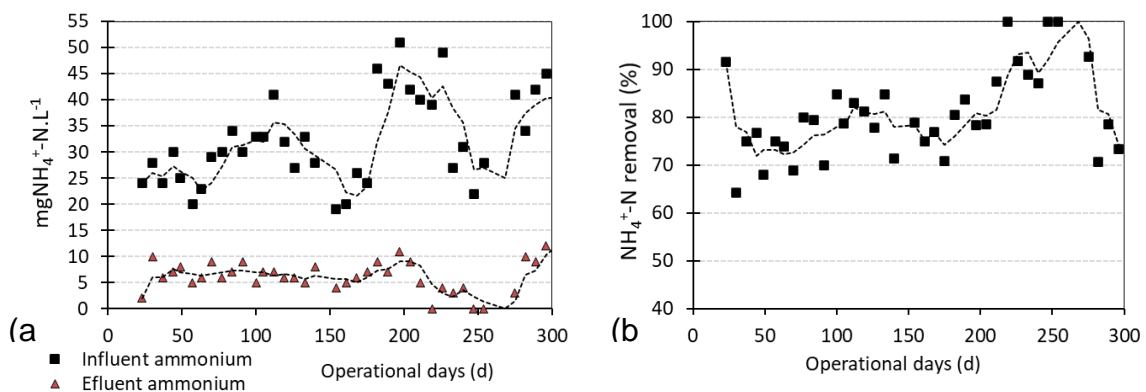 mgNH₄⁺-N.L⁻¹
55
50
45
40
35
30
25
20
15
10
5
0
0 50 100 150 200 250 300
(a
Operational days (d)
Influent ammonium
Efluent ammonium
NH₄⁺-N removal (%)
100
90
80
70
60
50
40
0 50 100 150 200 250 300
(b)
Operational days (d)